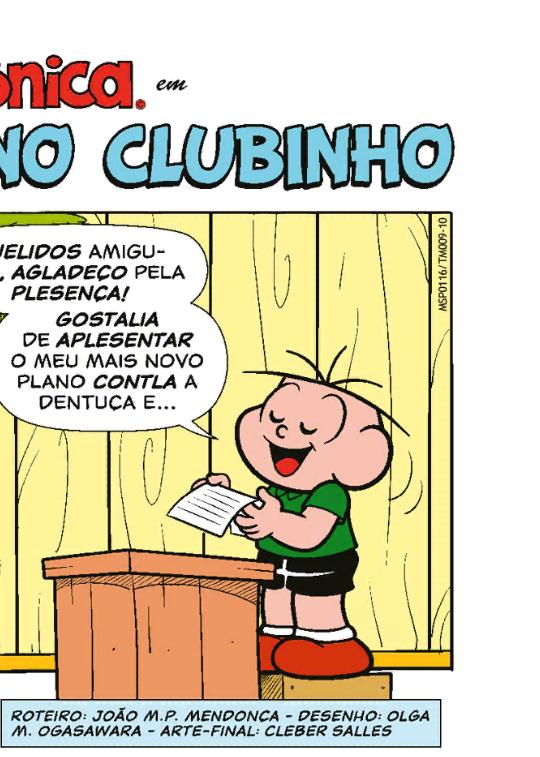 ônica. em
NO CLUBINHO
UELIDOS AMIGU-
, AGLADEÇO PELA
PLESENÇA!
GOSTALIA
DE APLESENTAR
O MEU MAIS NOVO
PLANO CONTLA A
DENTUÇA E...
MSP0116/TM009-10
ROTEIRO: JOÃO M.P. MENDONCA - DESENHO: OLGA
M. OGASAWARA - ARTE-FINAL: CLEBER SALLES